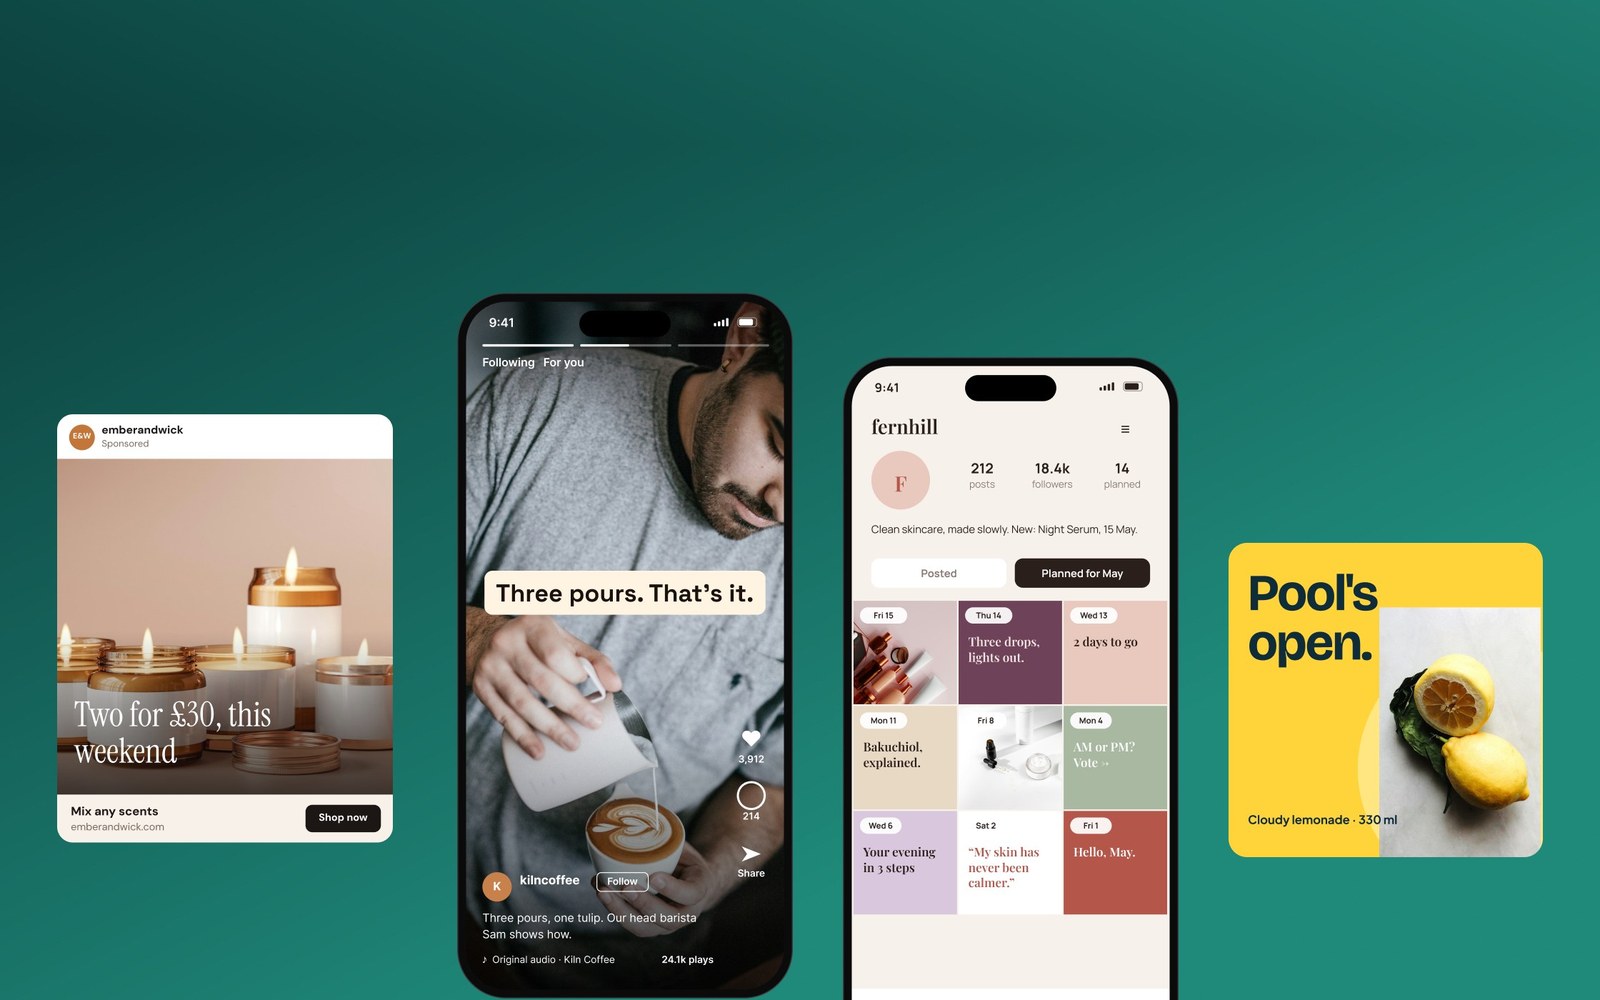 E&W
emberandwick
Sponsored
Two for £30, this
weekend
Mix any scents
emberandwick.com
Shop now
9:41
Following For you
Three pours. That's it.
3,912
214
Share
K
kilncoffee
Follow
Three pours, one tulip. Our head barista
Sam shows how.
♪ Original audio · Kiln Coffee
24.1k plays
9:41
fernhill
F
212
posts
18.4k
followers
14
planned
Clean skincare, made slowly. New: Night Serum, 15 May.
Posted
Planned for May
Fri 15
Thu 14
Three drops,
lights out.
Wed 13
2 days to go
Mon 11
Bakuchiol,
explained.
Fri 8
Mon 4
AM or PM?
Vote →
Wed 6
Your evening
in 3 steps
Sat 2
“My skin has
never been
calmer.”
Fri 1
Hello, May.
Pool's
open.
Cloudy lemonade · 330 ml